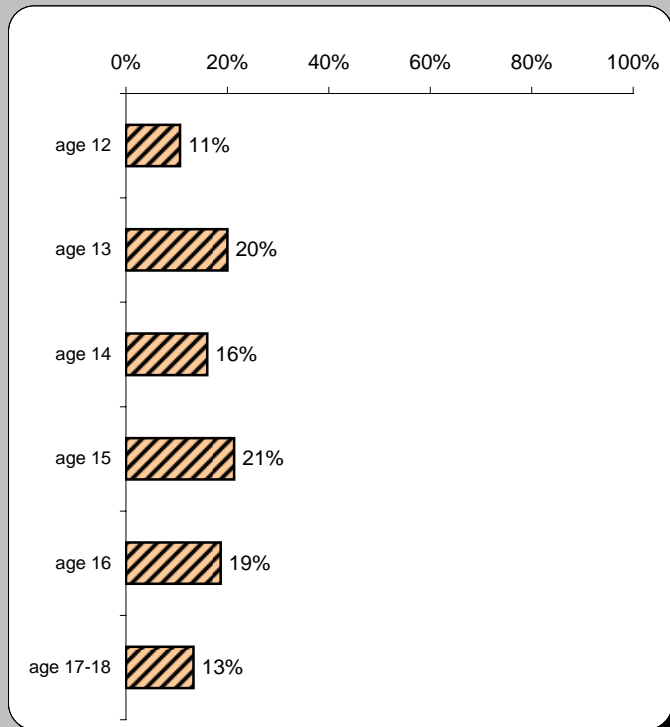 0% 20% 40% 60% 80% 100%
age 12 11%
age 13 20%
age 14 16%
age 15 21%
age 16 19%
age 17-18 13%